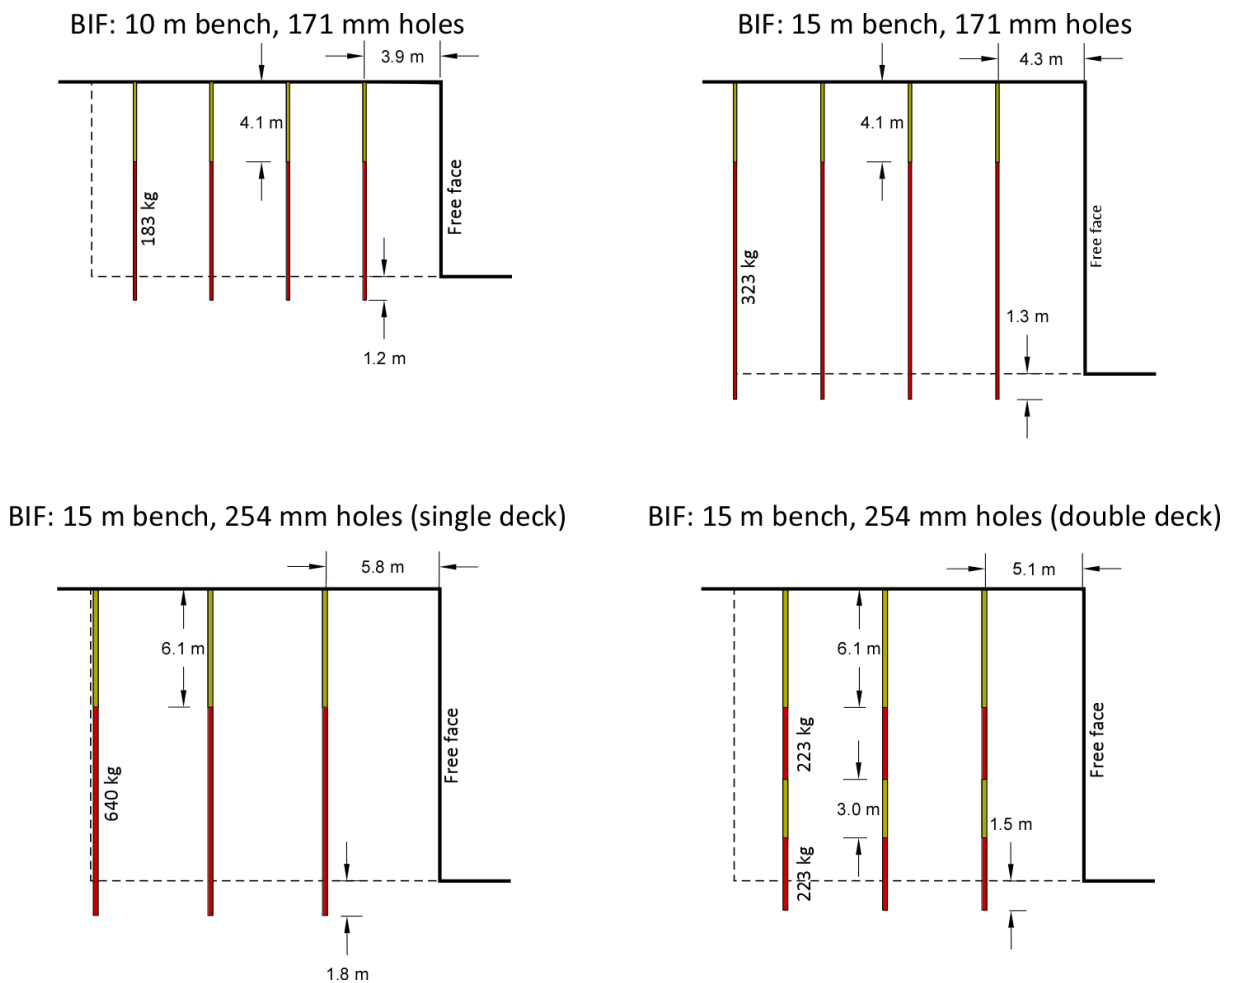 BIF: 10 m bench, 171 mm holes
3.9 m
4.1 m
183 kg
Free face
1.2 m
BIF: 15 m bench, 171 mm holes
4.3 m
4.1 m
323 kg
Free face
1.3 m
BIF: 15 m bench, 254 mm holes (single deck)
5.8 m
6.1 m
640 kg
Free face
1.8 m
BIF: 15 m bench, 254 mm holes (double deck)
5.1 m
6.1 m
223 kg
Free face
3.0 m
1.5 m
223 kg